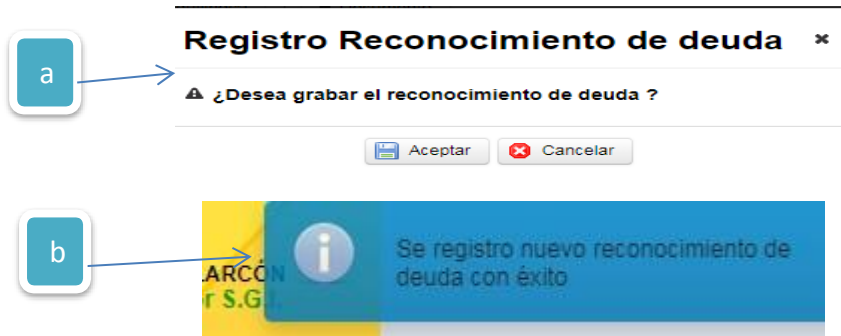 a
Registro Reconocimiento de deuda ×
¿Desea grabar el reconocimiento de deuda ?
Aceptar Cancelar
b
Se registro nuevo reconocimiento de
deuda con éxito
ARCÓN
r S.G.